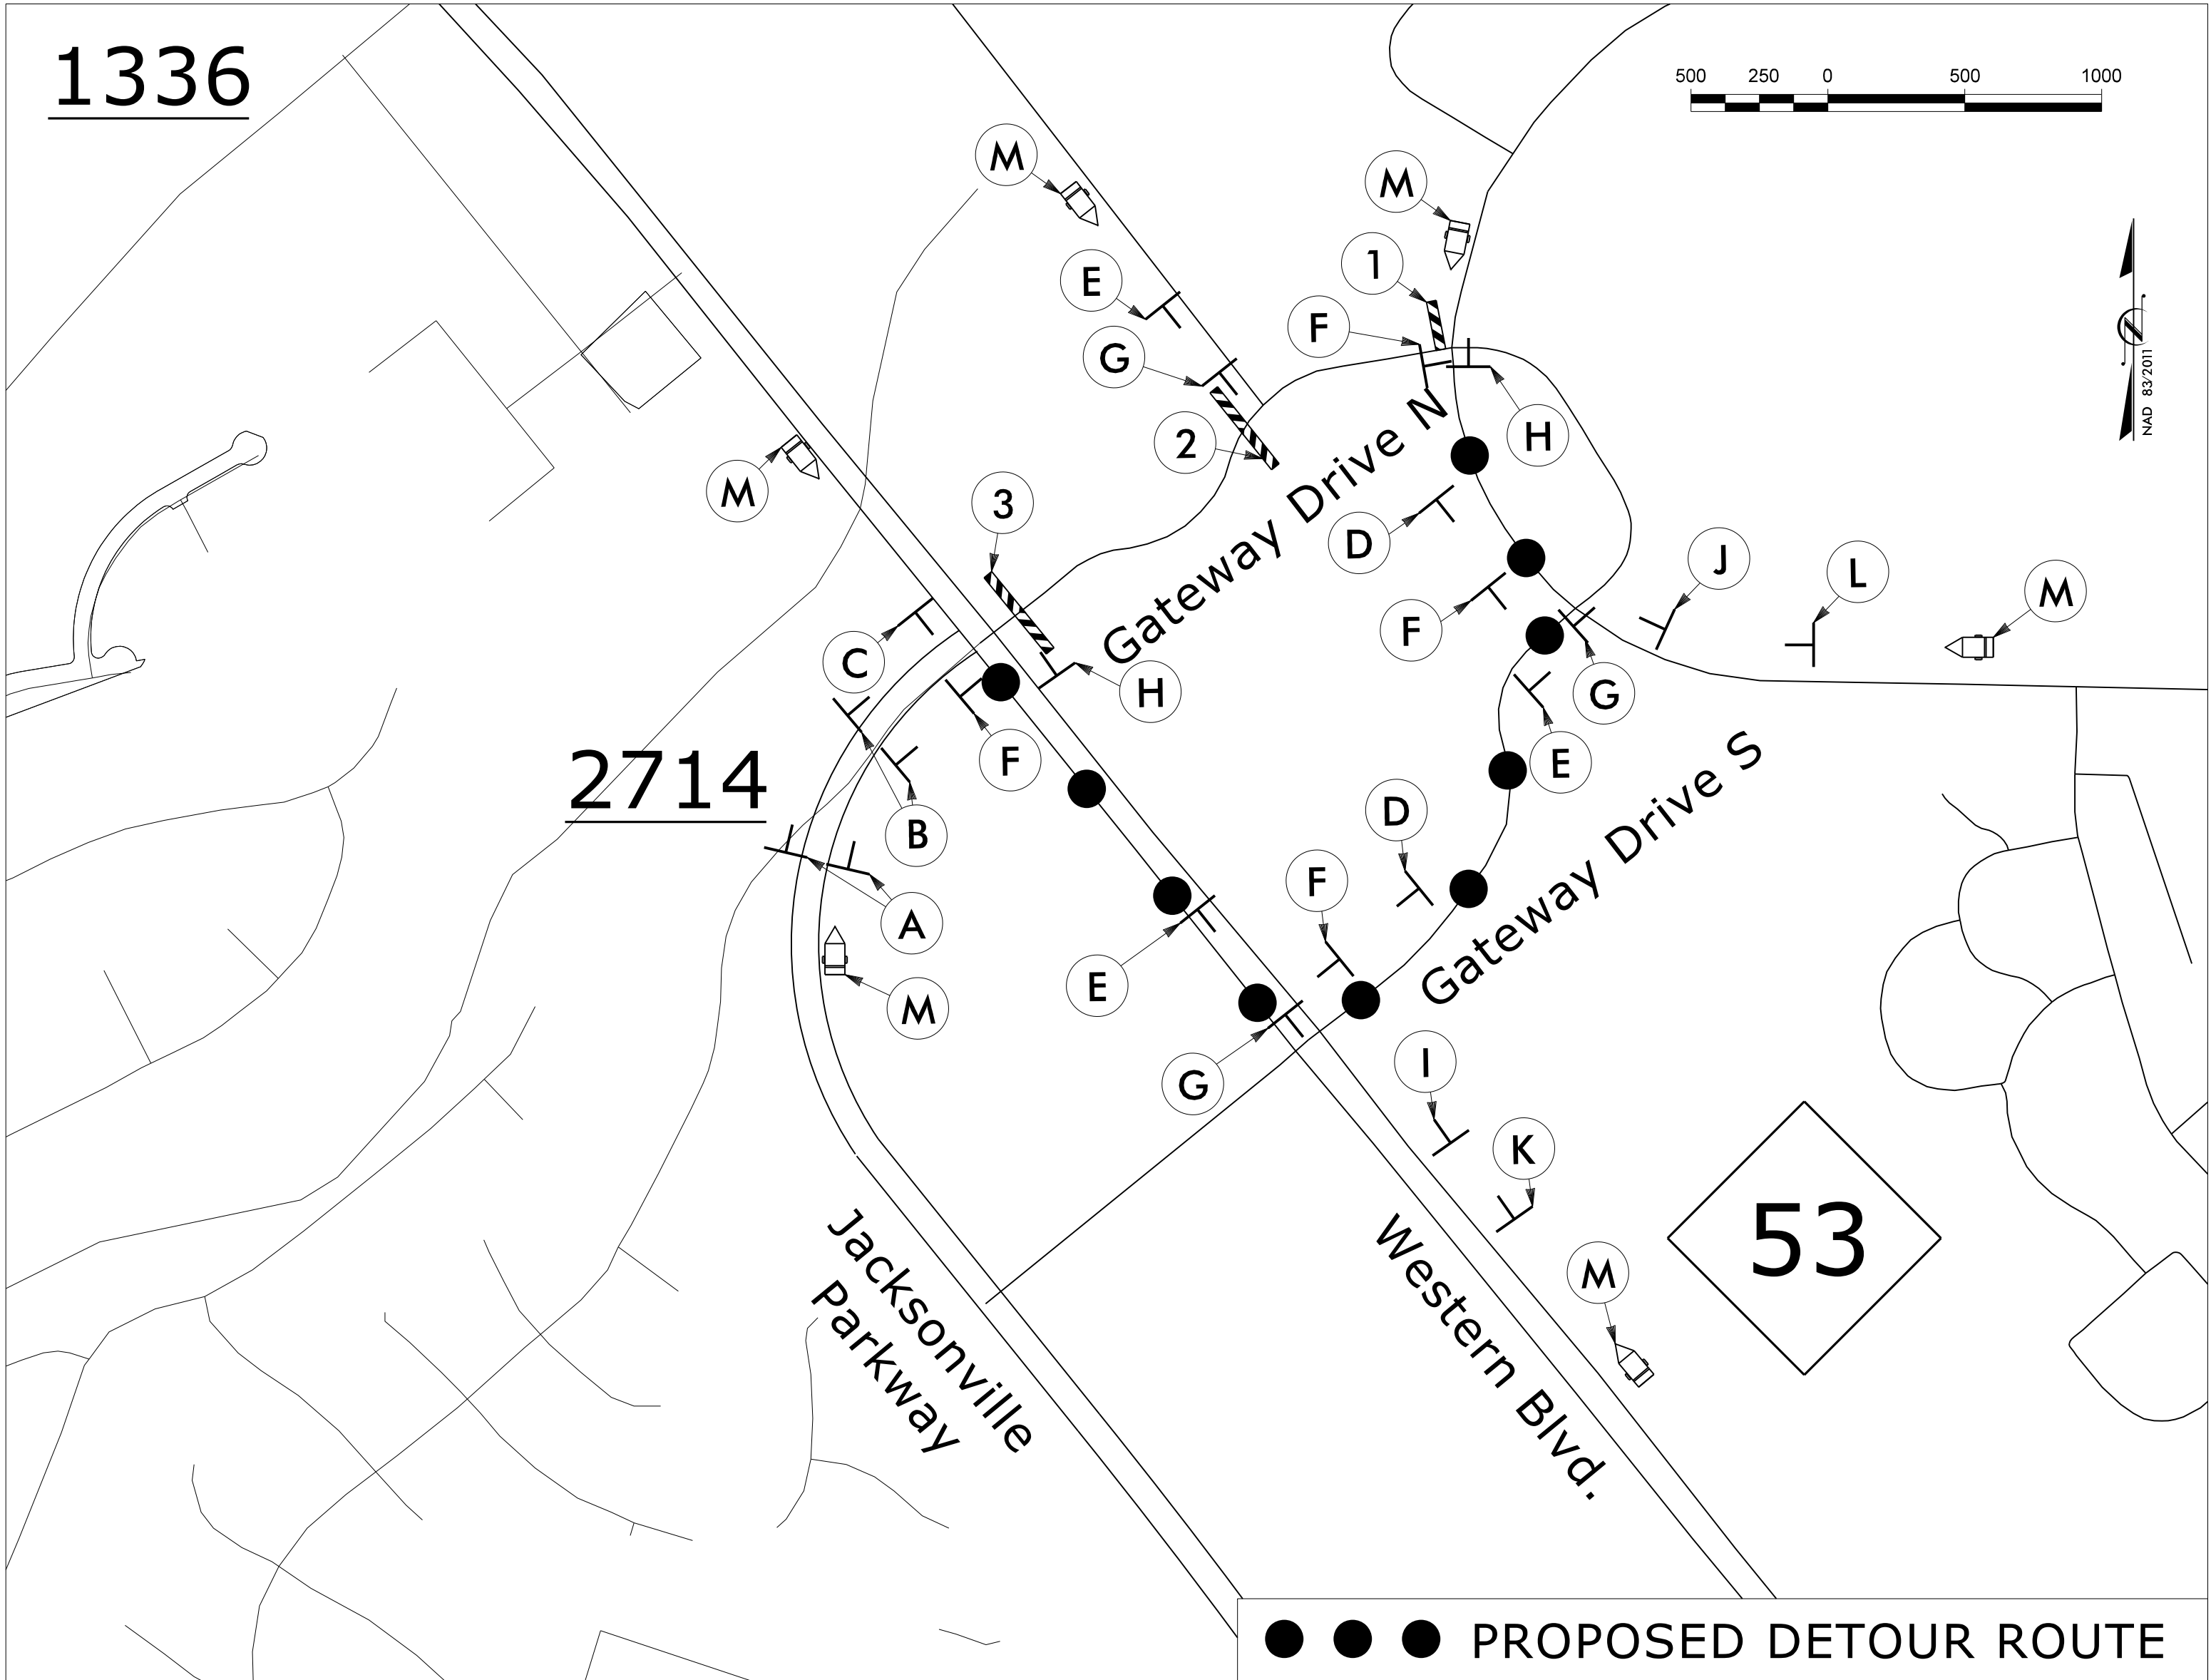 1336
500 250 0 500 1000
M
M
1
E
F
G
NAD 83/2011
2
H
M
3
D
J
L
M
F
C
H
G
Gateway Drive N
F
E
2714
B
D
Gateway Drive S
F
A
E
M
G
I
K
53
M
Jacksonville
Parkway
Western Blvd.
PROPOSED DETOUR ROUTE